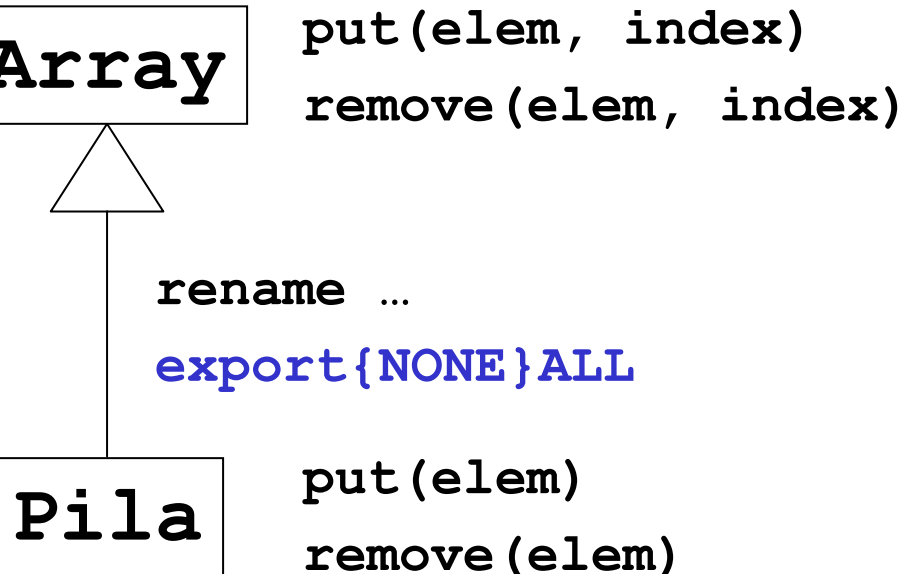 Array
put(elem, index)
remove(elem, index)
rename …
export{NONE}ALL
Pila
put(elem)
remove(elem)